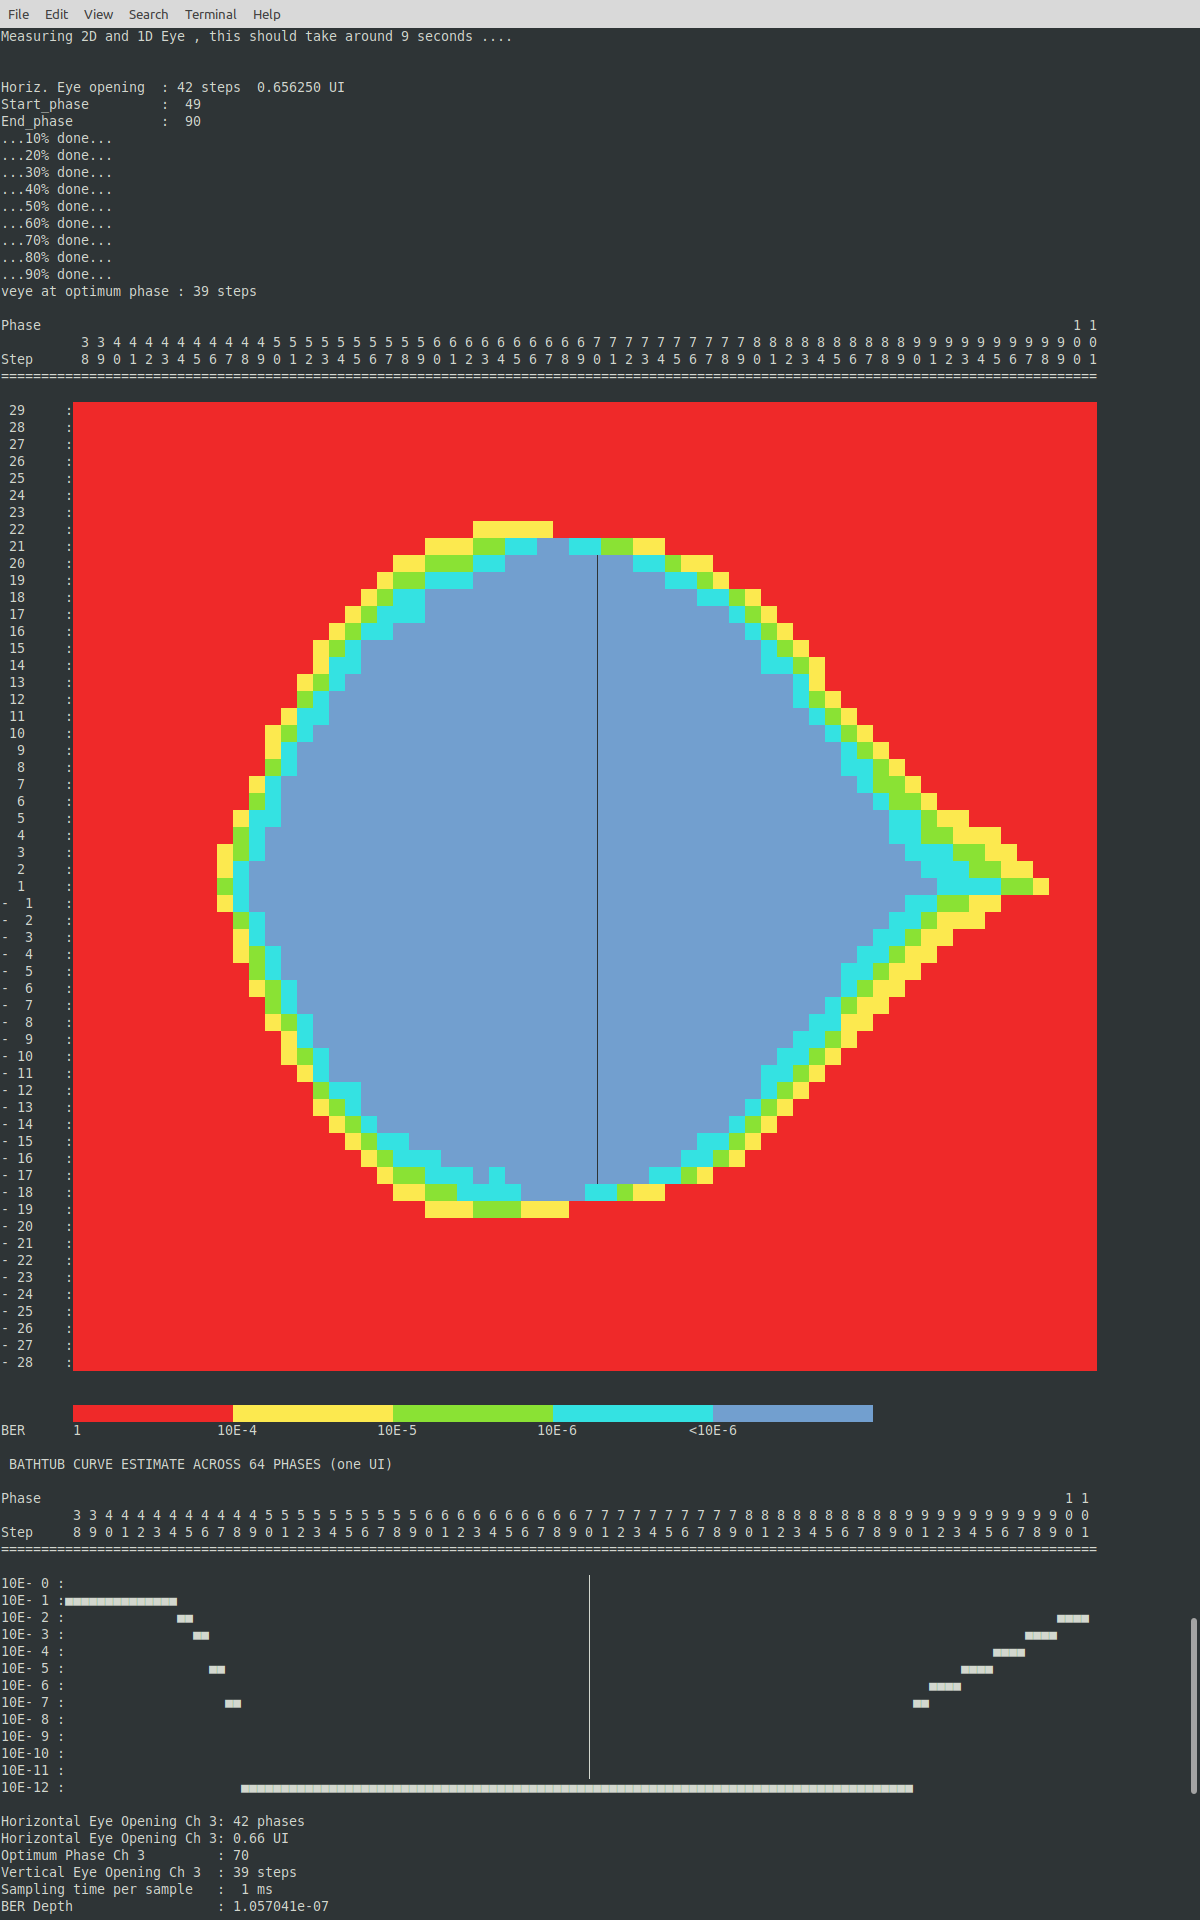 File Edit View Search Terminal Help
Measuring 2D and 1D Eye , this should take around 9 seconds ....
Horiz. Eye opening  : 42 steps  0.656250 UI
Start_phase         :  49
End_phase           :  90
...10% done...
...20% done...
...30% done...
...40% done...
...50% done...
...60% done...
...70% done...
...80% done...
...90% done...
veye at optimum phase : 39 steps
Phase 1 1
3 3 4 4 4 4 4 4 4 4 4 4 5 5 5 5 5 5 5 5 5 5 6 6 6 6 6 6 6 6 6 6 7 7 7 7 7 7 7 7 7 7 8 8 8 8 8 8 8 8 8 8 9 9 9 9 9 9 9 9 9 9 0 0
Step 8 9 0 1 2 3 4 5 6 7 8 9 0 1 2 3 4 5 6 7 8 9 0 1 2 3 4 5 6 7 8 9 0 1 2 3 4 5 6 7 8 9 0 1 2 3 4 5 6 7 8 9 0 1 2 3 4 5 6 7 8 9 0 1
================================================================================================================================
29 :
28 :
27 :
26 :
25 :
24 :
23 :
22 :
21 :
20 :
19 :
18 :
17 :
16 :
15 :
14 :
13 :
12 :
11 :
10 :
9 :
8 :
7 :
6 :
5 :
4 :
3 :
2 :
1 :
- 1 :
- 2 :
- 3 :
- 4 :
- 5 :
- 6 :
- 7 :
- 8 :
- 9 :
- 10 :
- 11 :
- 12 :
- 13 :
- 14 :
- 15 :
- 16 :
- 17 :
- 18 :
- 19 :
- 20 :
- 21 :
- 22 :
- 23 :
- 24 :
- 25 :
- 26 :
- 27 :
- 28 :
BER 1 10E-4 10E-5 10E-6 <10E-6
BATHTUB CURVE ESTIMATE ACROSS 64 PHASES (one UI)
Phase 1 1
3 3 4 4 4 4 4 4 4 4 4 4 5 5 5 5 5 5 5 5 5 5 6 6 6 6 6 6 6 6 6 6 7 7 7 7 7 7 7 7 7 7 8 8 8 8 8 8 8 8 8 8 9 9 9 9 9 9 9 9 9 9 0 0
Step 8 9 0 1 2 3 4 5 6 7 8 9 0 1 2 3 4 5 6 7 8 9 0 1 2 3 4 5 6 7 8 9 0 1 2 3 4 5 6 7 8 9 0 1 2 3 4 5 6 7 8 9 0 1 2 3 4 5 6 7 8 9 0 1
================================================================================================================================
10E- 0 :
10E- 1 :
10E- 2 :
10E- 3 :
10E- 4 :
10E- 5 :
10E- 6 :
10E- 7 :
10E- 8 :
10E- 9 :
10E-10 :
10E-11 :
10E-12 :
Horizontal Eye Opening Ch 3: 42 phases
Horizontal Eye Opening Ch 3: 0.66 UI
Optimum Phase Ch 3         : 70
Vertical Eye Opening Ch 3  : 39 steps
Sampling time per sample   :  1 ms
BER Depth                  : 1.057041e-07